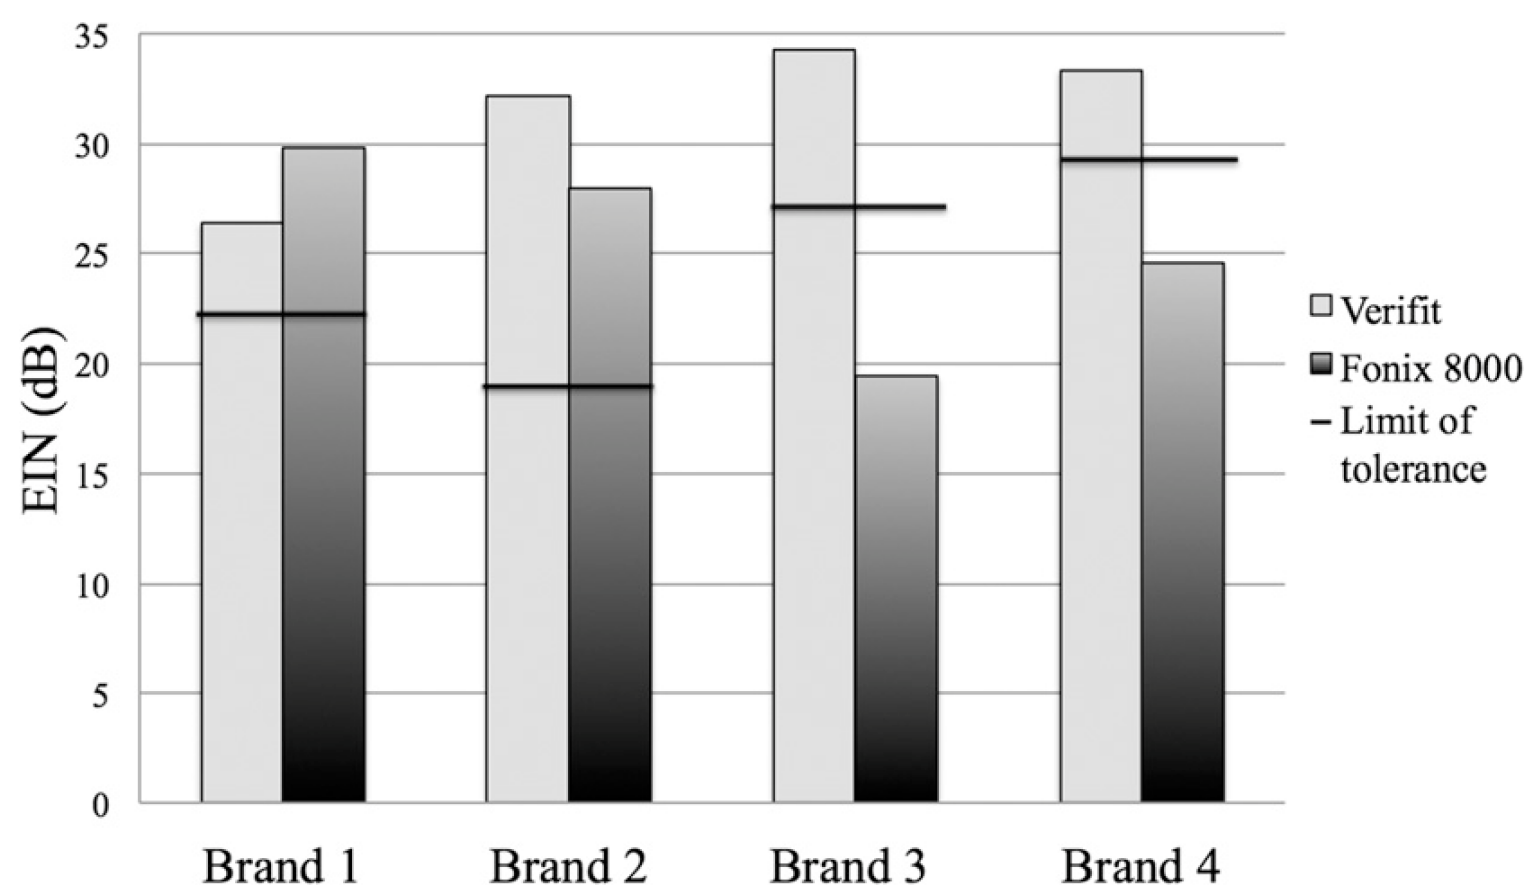 35
30
25
20
15
10
5
0
EIN (dB)
Brand 1
Brand 2
Brand 3
Brand 4
Verifit
Fonix 8000
Limit of
tolerance